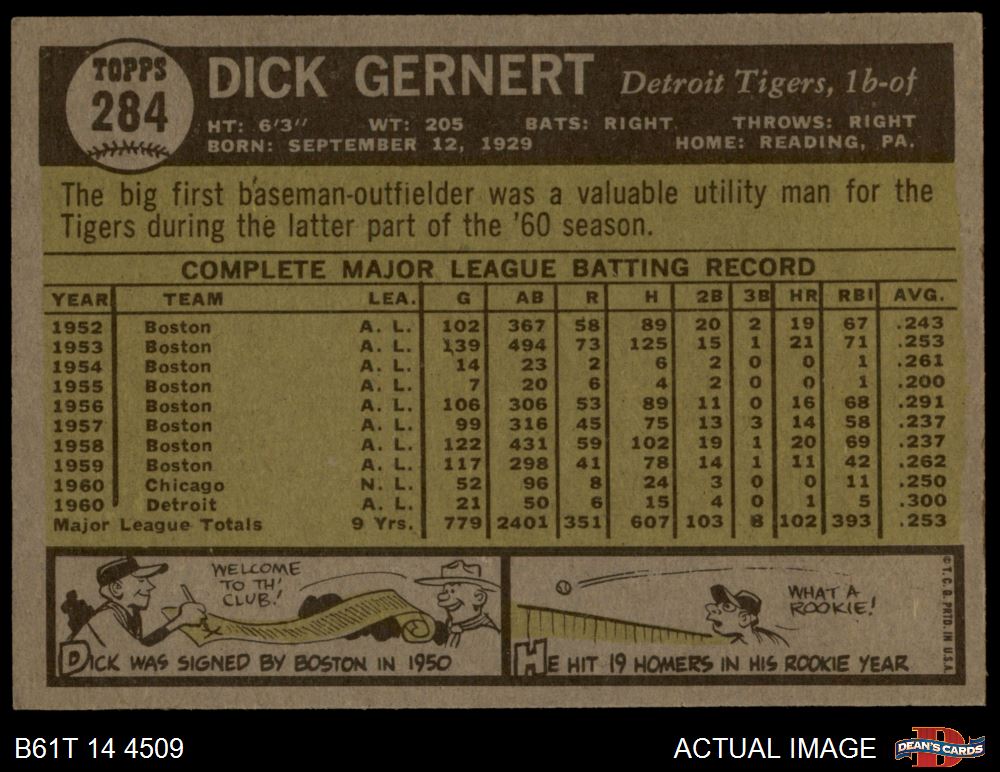 TOPPS
284
DICK GERNERT Detroit Tigers, 1b-of
HT: 6'3" WT: 205 BATS: RIGHT THROWS: RIGHT
BORN: SEPTEMBER 12, 1929 HOME: READING, PA.
The big first baseman-outfielder was a valuable utility man for the
Tigers during the latter part of the '60 season.
COMPLETE MAJOR LEAGUE BATTING RECORD
YEAR TEAM LEA. G AB R H 2B 3B HR RBI AVG.
1952 Boston A. L. 102 367 58 89 20 2 19 67 .243
1953 Boston A. L. 139 494 73 125 15 1 21 71 .253
1954 Boston A. L. 14 23 2 6 2 0 0 1 .261
1955 Boston A. L. 7 20 6 4 2 0 0 1 .200
1956 Boston A. L. 106 306 53 89 11 0 16 68 .291
1957 Boston A. L. 99 316 45 75 13 3 14 58 .237
1958 Boston A. L. 122 431 59 102 19 1 20 69 .237
1959 Boston A. L. 117 298 41 78 14 1 11 42 .262
1960 Chicago N. L. 52 96 8 24 3 0 0 11 .250
1960 Detroit A. L. 21 50 6 15 4 0 1 5 .300
Major League Totals 9 Yrs. 779 2401 351 607 103 8 102 393 .253
WELCOME
TO TH'
CLUB!
DICK WAS SIGNED BY BOSTON IN 1950
WHAT A
ROOKIE!
HE HIT 19 HOMERS IN HIS ROOKIE YEAR
© T. C. G. PRTD. IN U.S.A.
B61T 14 4509
ACTUAL IMAGE
D
DEAN'S CARDS